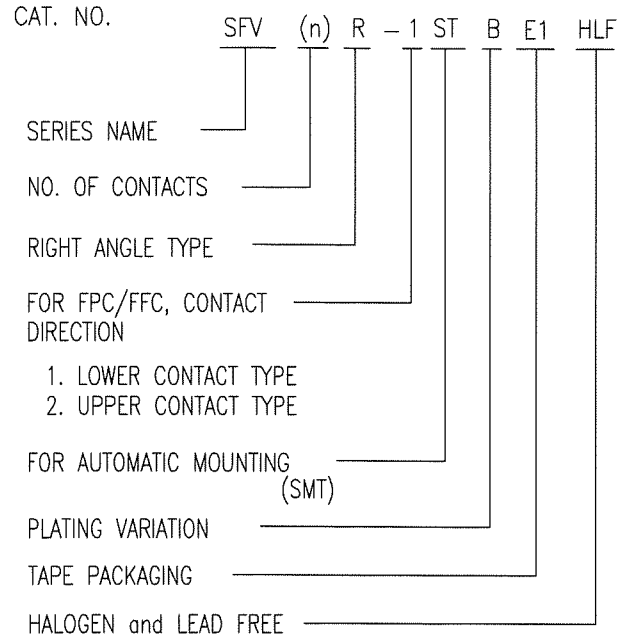 CAT. NO. SFV (n) R - 1 ST B E1 HLF
SERIES NAME
NO. OF CONTACTS
RIGHT ANGLE TYPE
FOR FPC/FFC, CONTACT
DIRECTION
1. LOWER CONTACT TYPE
2. UPPER CONTACT TYPE
FOR AUTOMATIC MOUNTING
(SMT)
PLATING VARIATION
TAPE PACKAGING
HALOGEN and LEAD FREE